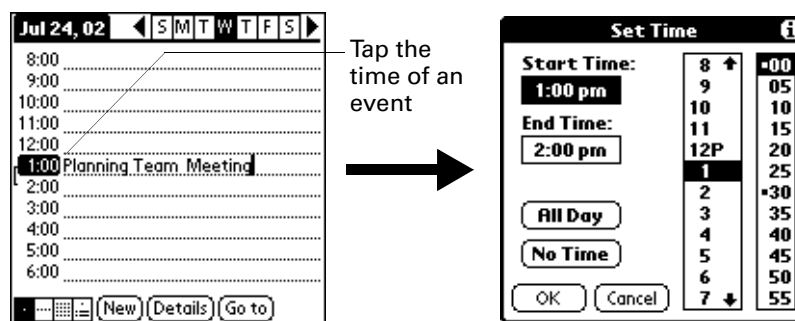 Jul 24, 02 S M T W T F S
8:00
9:00
10:00
11:00
12:00
1:00 Planning Team Meeting
2:00
3:00
4:00
5:00
6:00
New Details Go to
Tap the
time of an
event
Set Time i
Start Time:
1:00 pm
End Time:
2:00 pm
All Day
No Time
OK Cancel
8
9
10
11
12P
1
2
3
4
5
6
7
00
05
10
15
20
25
30
35
40
45
50
55